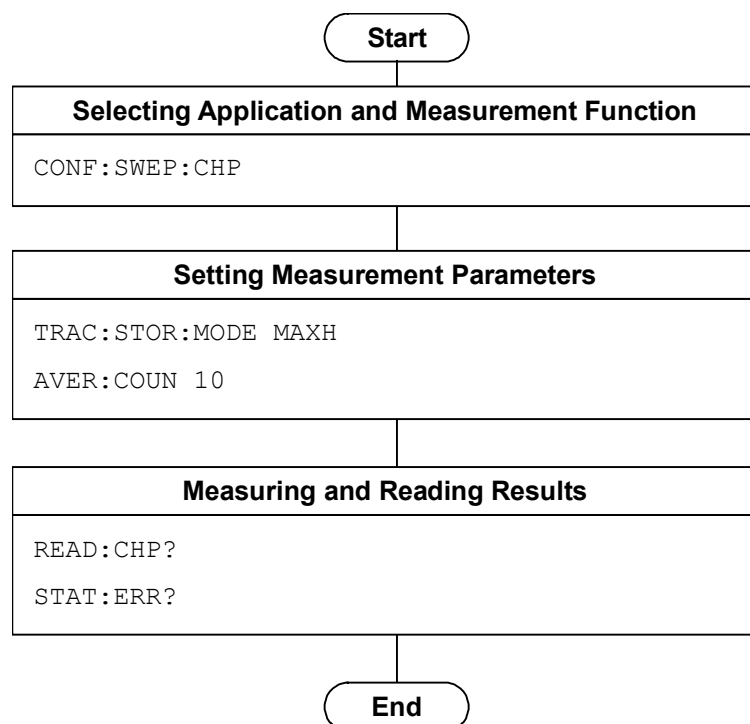 Start
Selecting Application and Measurement Function
CONF:SWEP:CHP
Setting Measurement Parameters
TRAC:STOR:MODE MAXH
AVER:COUN 10
Measuring and Reading Results
READ:CHP?
STAT:ERR?
End